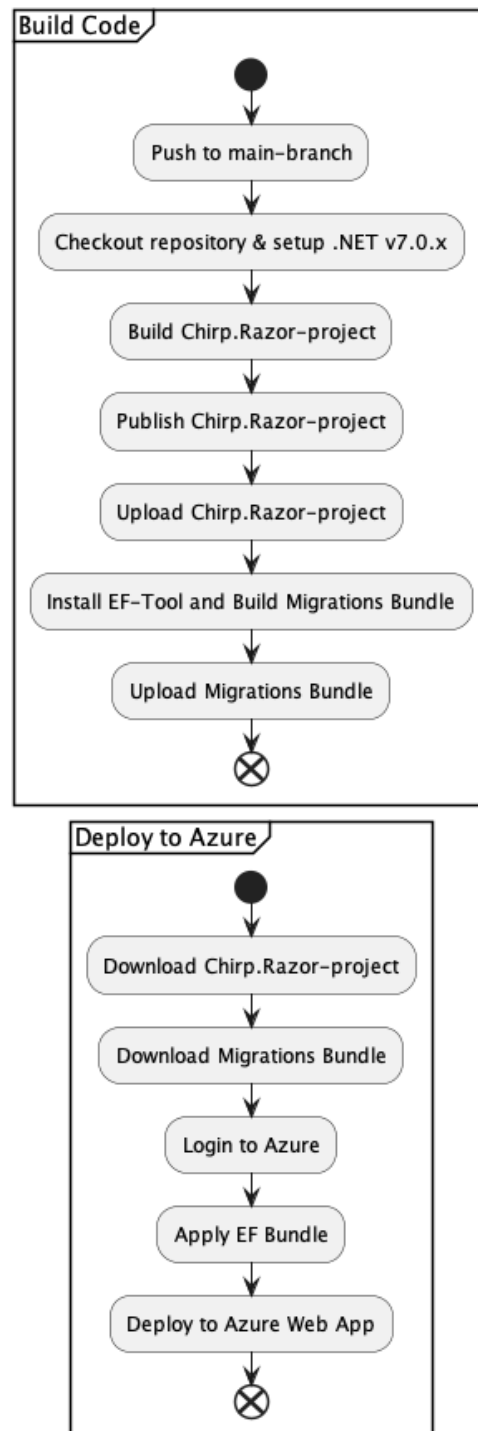 Build Code
Push to main-branch
Checkout repository & setup .NET v7.0.x
Build Chirp.Razor-project
Publish Chirp.Razor-project
Upload Chirp.Razor-project
Install EF-Tool and Build Migrations Bundle
Upload Migrations Bundle
Deploy to Azure
Download Chirp.Razor-project
Download Migrations Bundle
Login to Azure
Apply EF Bundle
Deploy to Azure Web App